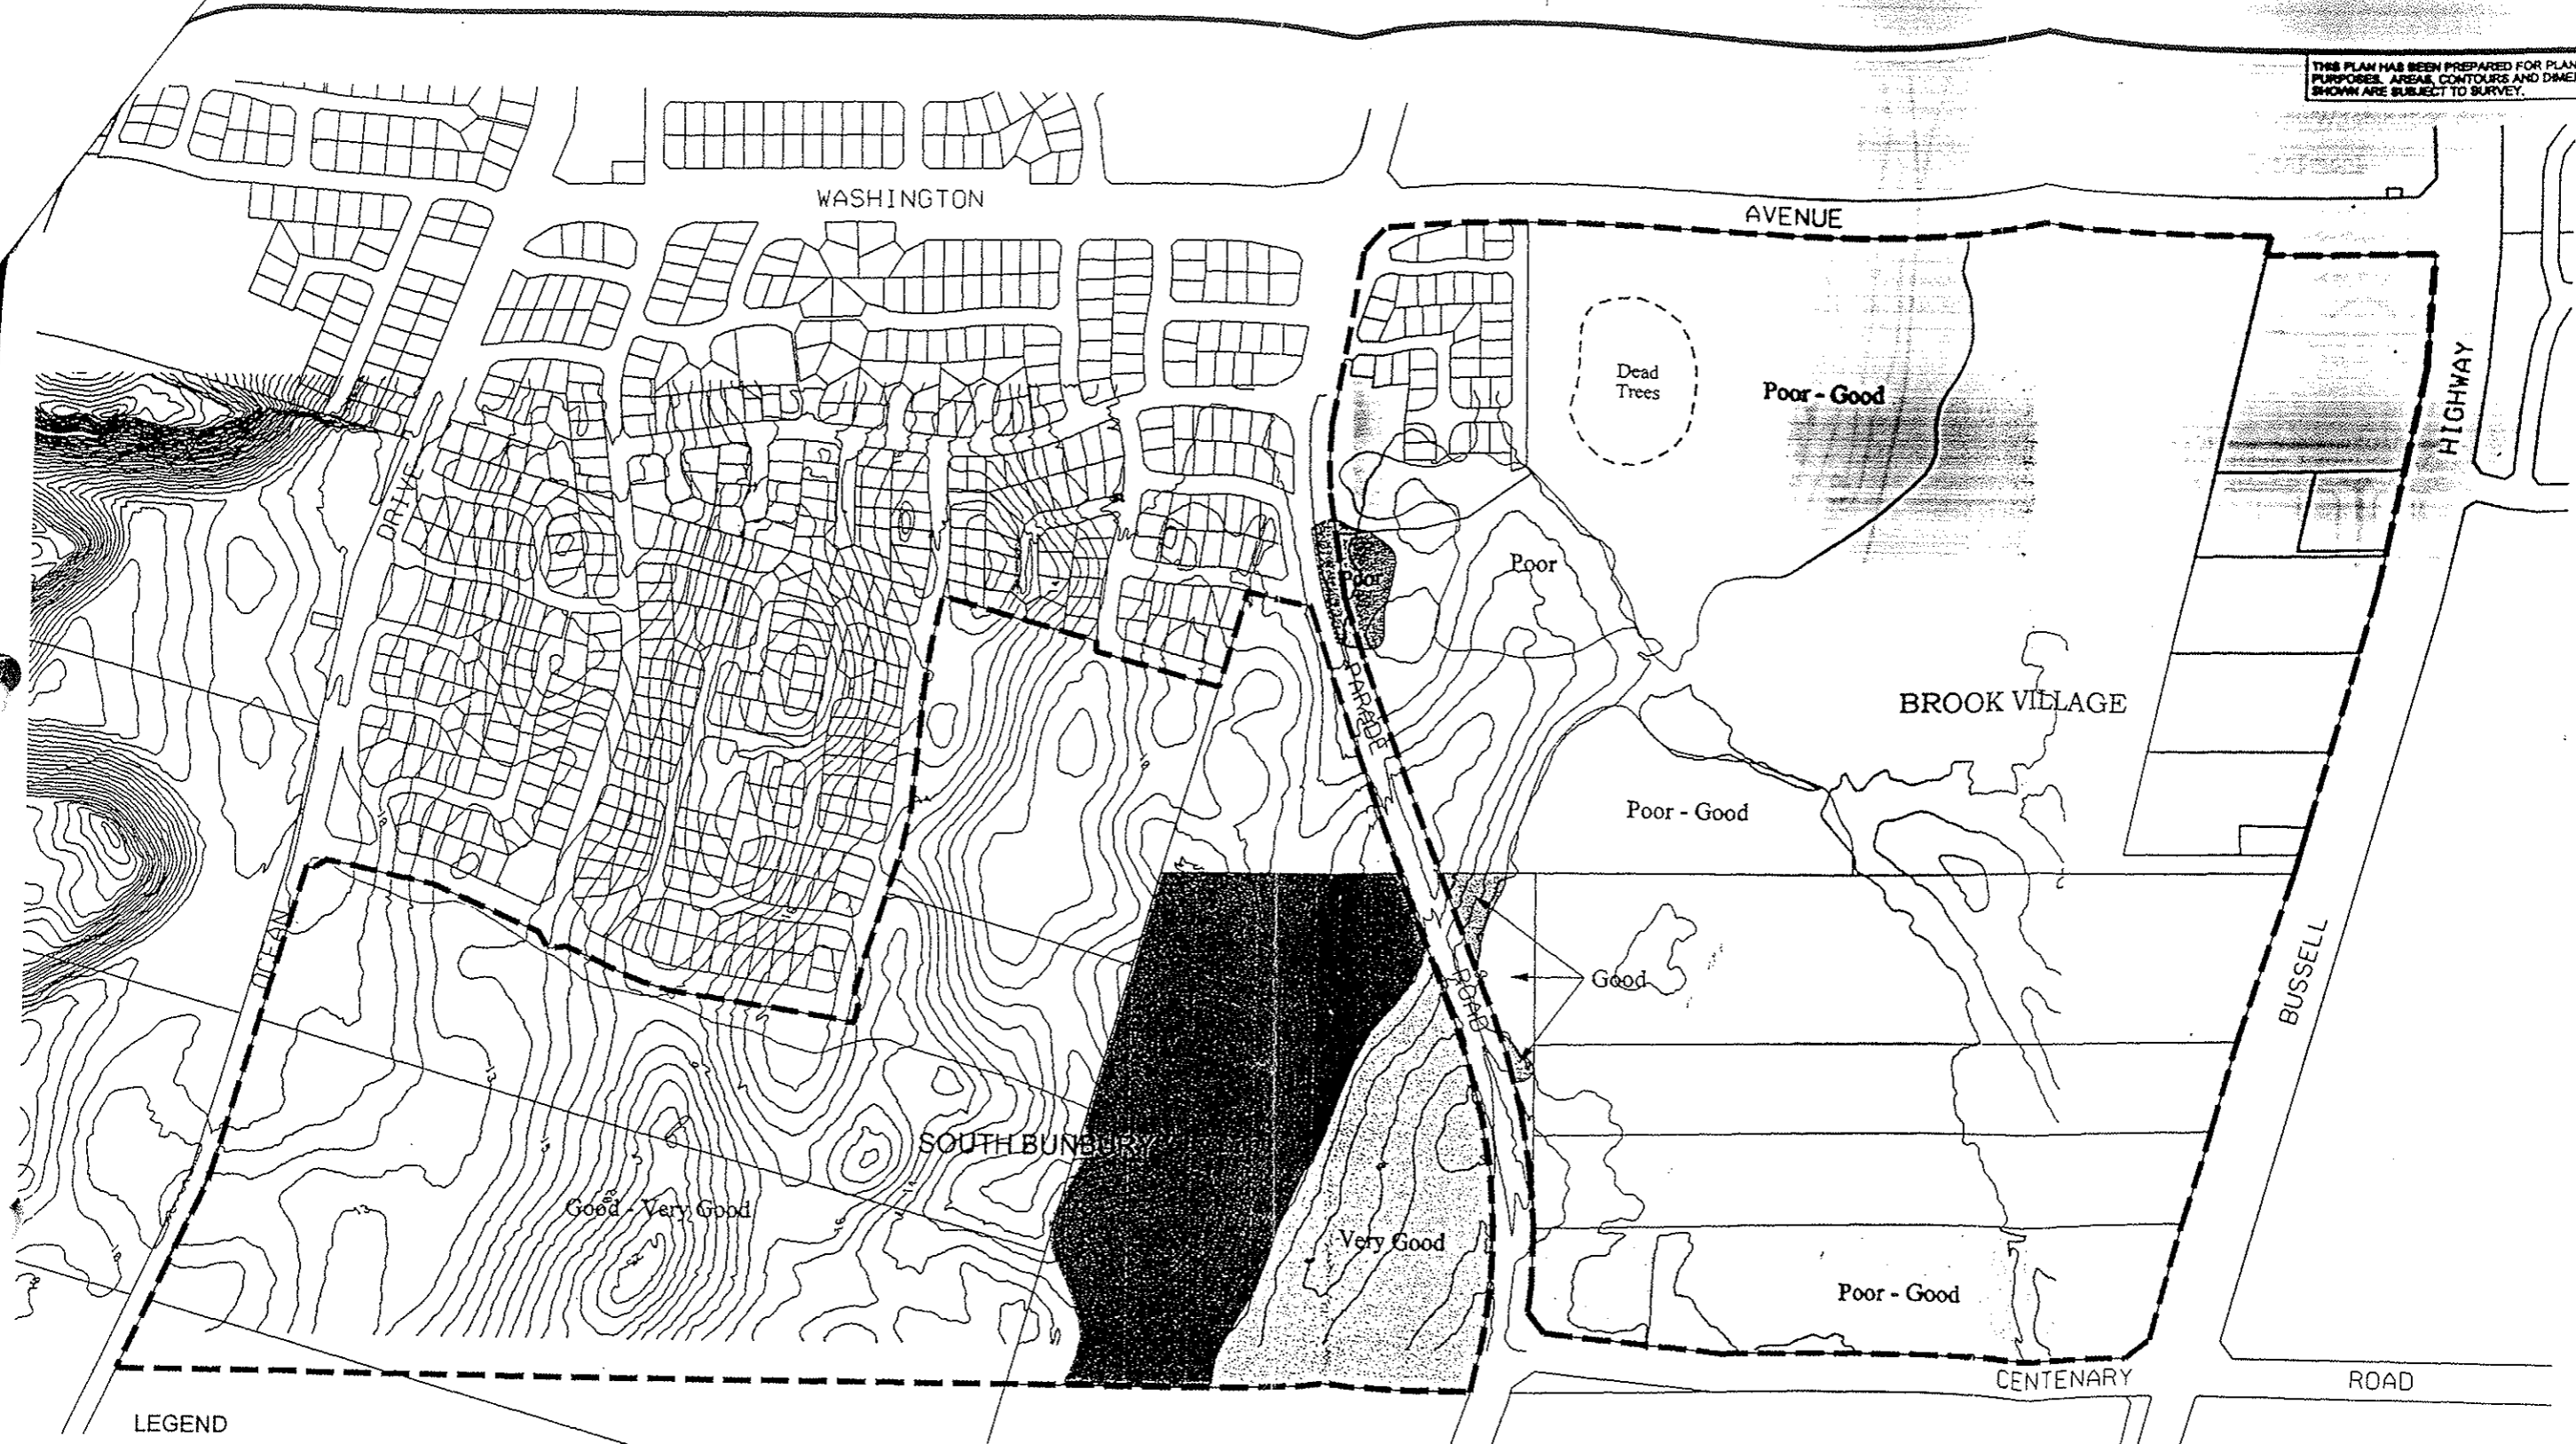 THIS PLAN HAS BEEN PREPARED FOR PLAN
PURPOSES. AREAS, CONTOURS AND DIME
SHOWN ARE SUBJECT TO SURVEY.
WASHINGTON
AVENUE
HIGHWAY
Dead
Trees
Poor - Good
DRIVE
Poor
Poor
PARADE
BROOK VILLAGE
Poor - Good
OCEAN
Good
ROAD
BUSSELL
SOUTH BUNBURY
Good - Very Good
Very Good
Poor - Good
CENTENARY
ROAD
LEGEND